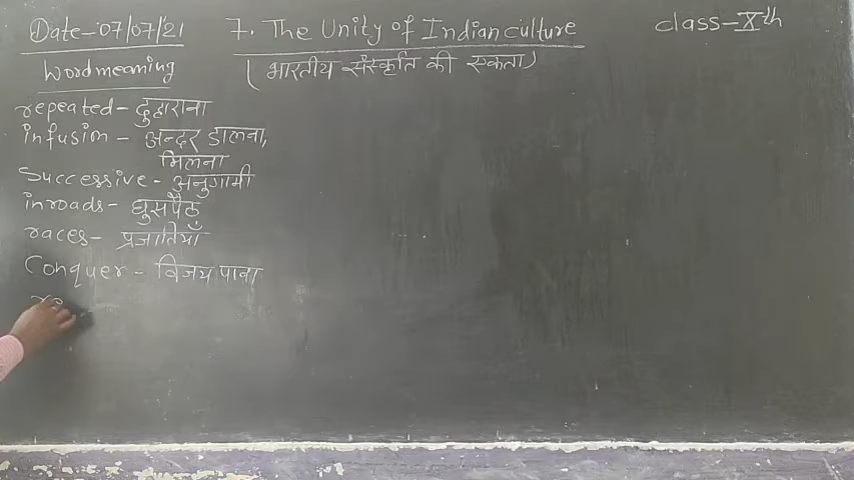 Date-07/07/21
7. The Unity of Indian culture
class-Xth
Word meaning
(भारतीय संस्कृति की एकता)
repeated- दुहाराना
infusion - अन्दर डालना,
मिलना
Successive- अनुगामी
inroads- घुसपैठ
races- प्रजातियाँ
Conquer- विजय पाना